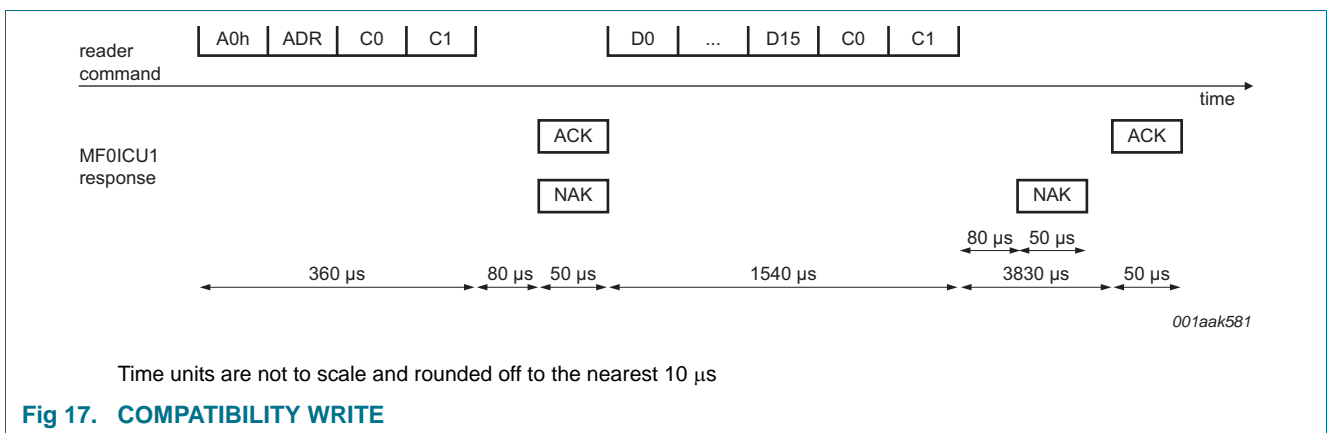 reader command
A0h ADR C0 C1
D0 ... D15 C0 C1
time
MF0ICU1 response
ACK
ACK
NAK
NAK
80 µs 50 µs
360 µs 80 µs 50 µs 1540 µs 3830 µs 50 µs
001aak581
Time units are not to scale and rounded off to the nearest 10 μs
Fig 17. COMPATIBILITY WRITE